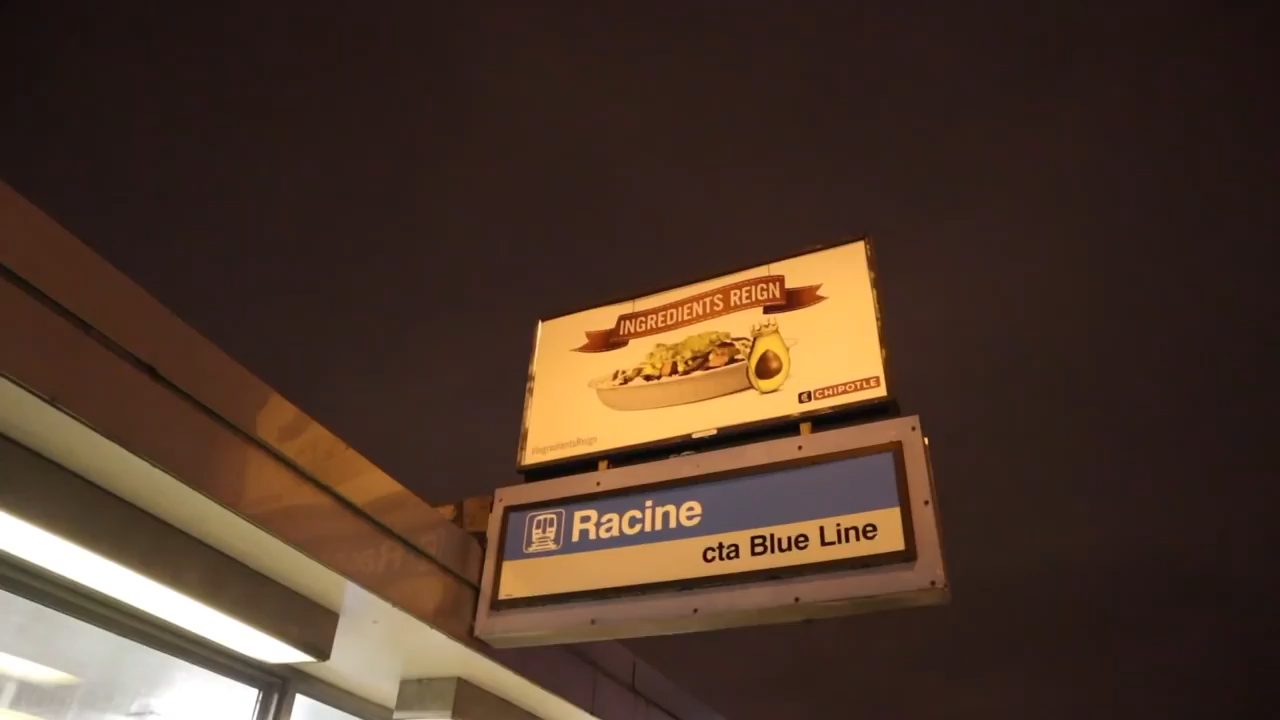 INGREDIENTS REIGN
CHIPOTLE
#IngredientsReign
Racine
cta Blue Line